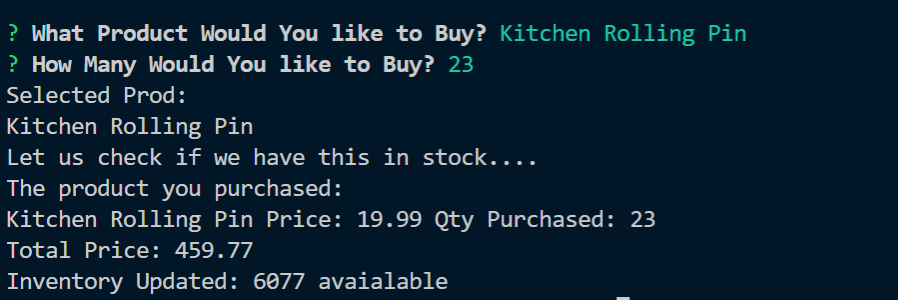 ? What Product Would You like to Buy? Kitchen Rolling Pin
? How Many Would You like to Buy? 23
Selected Prod:
Kitchen Rolling Pin
Let us check if we have this in stock....
The product you purchased:
Kitchen Rolling Pin Price: 19.99 Qty Purchased: 23
Total Price: 459.77
Inventory Updated: 6077 avaialable